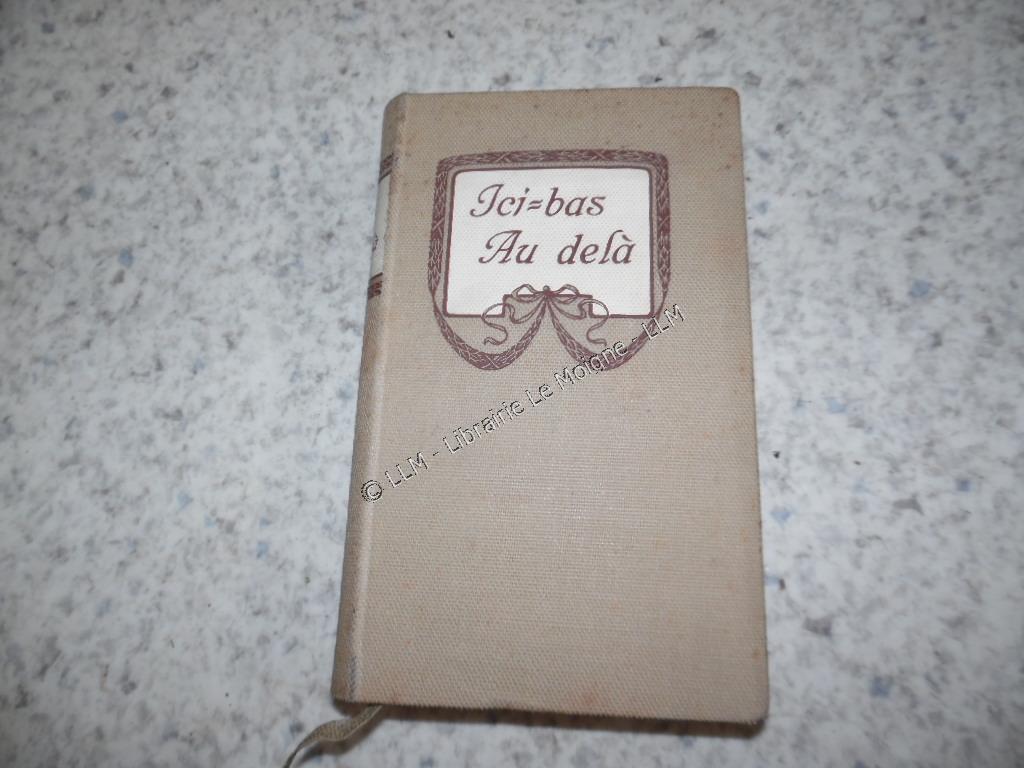 Ici=bas
Au delà
© LLM - Librairie Le Moigne - LLM